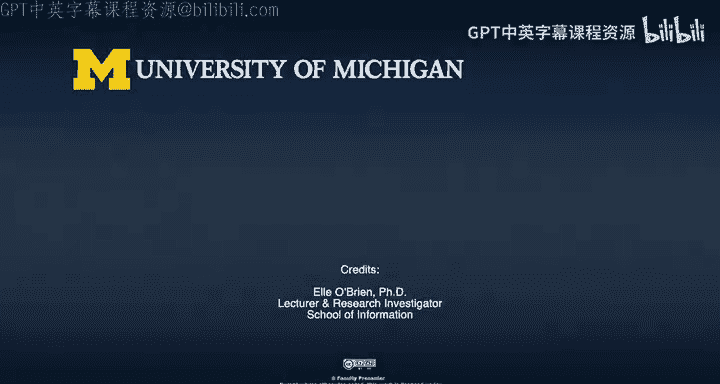 GPT中英字幕课程资源@bilibili.com
GPT中英字幕课程资源 bilibili
M UNIVERSITY OF MICHIGAN
Credits:
Elle O'Brien, Ph.D.
Lecturer & Research Investigator
School of Information
© Faculty Presenter